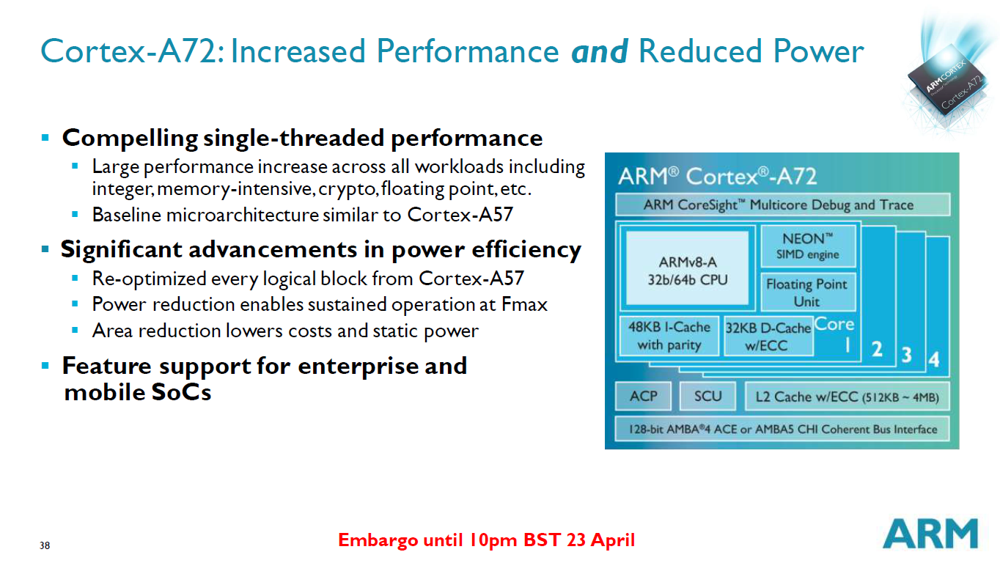 Cortex-A72: Increased Performance and Reduced Power
ARM CORTEX
Processor Technology
Cortex-A72
▪ Compelling single-threaded performance
▪ Large performance increase across all workloads including
integer, memory-intensive, crypto, floating point, etc.
▪ Baseline microarchitecture similar to Cortex-A57
▪ Significant advancements in power efficiency
▪ Re-optimized every logical block from Cortex-A57
▪ Power reduction enables sustained operation at Fmax
▪ Area reduction lowers costs and static power
▪ Feature support for enterprise and
mobile SoCs
ARM® Cortex®-A72
ARM CoreSight™ Multicore Debug and Trace
ARMv8-A
32b/64b CPU
NEON™
SIMD engine
Floating Point
Unit
48KB I-Cache
with parity
32KB D-Cache
w/ECC
Core
1
2
3
4
ACP
SCU
L2 Cache w/ECC (512KB ~ 4MB)
128-bit AMBA®4 ACE or AMBA5 CHI Coherent Bus Interface
38
Embargo until 10pm BST 23 April
ARM